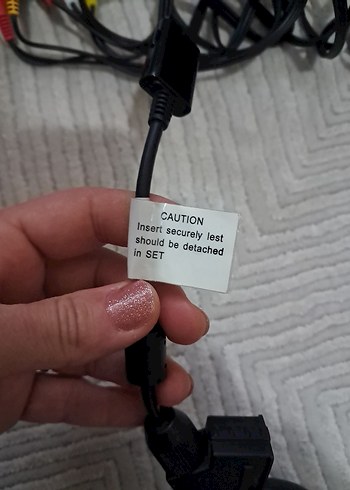 CAUTION
Insert securely lest
should be detached
in SET